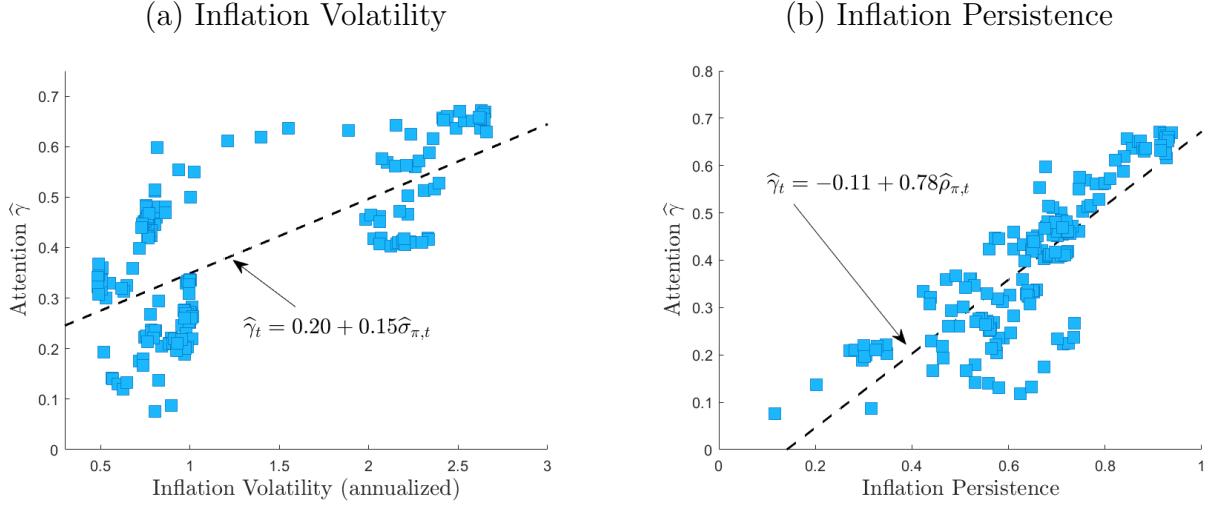 (a) Inflation Volatility
0.7
0.6
0.5
0.4
0.3
0.2
0.1
0
Attention γ̂
γ̂ₜ = 0.20 + 0.15σ̂_π,t
0.5 1 1.5 2 2.5 3
Inflation Volatility (annualized)
(b) Inflation Persistence
0.8
0.7
0.6
0.5
0.4
0.3
0.2
0.1
0
Attention γ̂
γ̂ₜ = −0.11 + 0.78ρ̂_π,t
0 0.2 0.4 0.6 0.8 1
Inflation Persistence